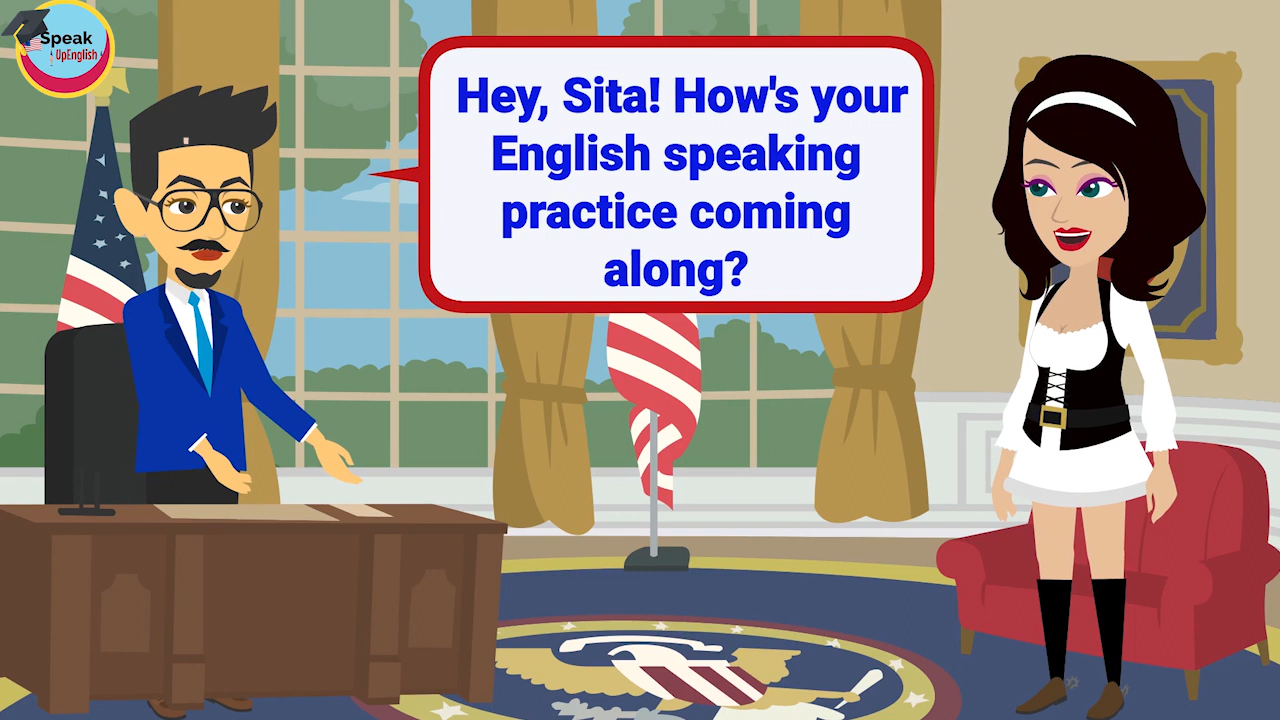 Speak
UpEnglish
Hey, Sita! How's your
English speaking
practice coming
along?